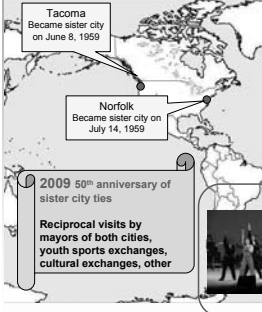 Tacoma
Became sister city
on June 8, 1959
Norfolk
Became sister city on
July 14, 1959
2009 50th anniversary of
sister city ties
Reciprocal visits by
mayors of both cities,
youth sports exchanges,
cultural exchanges, other